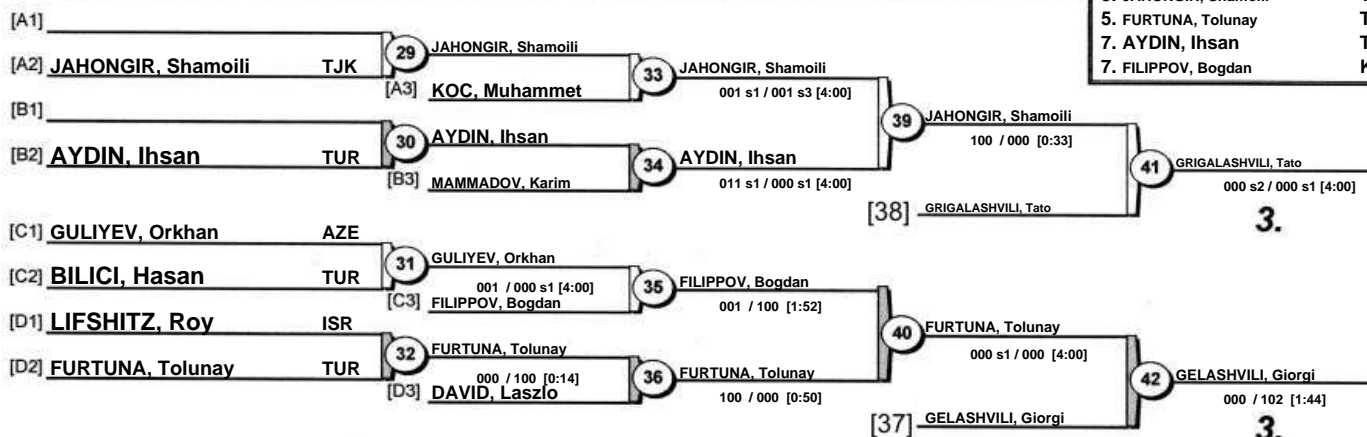 5. FURTUNA, Tolunay
7. AYDIN, Ihsan
7. FILIPPOV, Bogdan
[A1]
[A2] JAHONGIR, Shamoili TJK
29
JAHONGIR, Shamoili
[A3] KOC, Muhammet
33
JAHONGIR, Shamoili
001 s1 / 001 s3 [4:00]
[B1]
[B2] AYDIN, Ihsan TUR
30
AYDIN, Ihsan
[B3] MAMMADOV, Karim
34
AYDIN, Ihsan
011 s1 / 000 s1 [4:00]
39
JAHONGIR, Shamoili
100 / 000 [0:33]
[38] GRIGALASHVILI, Tato
41
GRIGALASHVILI, Tato
000 s2 / 000 s1 [4:00]
3.
[C1] GULIYEV, Orkhan AZE
[C2] BILICI, Hasan TUR
31
GULIYEV, Orkhan
001 / 000 s1 [4:00]
[C3] FILIPPOV, Bogdan
35
FILIPPOV, Bogdan
001 / 100 [1:52]
[D1] LIFSHITZ, Roy ISR
[D2] FURTUNA, Tolunay TUR
32
FURTUNA, Tolunay
000 / 100 [0:14]
[D3] DAVID, Laszlo
36
FURTUNA, Tolunay
100 / 000 [0:50]
40
FURTUNA, Tolunay
000 s1 / 000 [4:00]
[37] GELASHVILI, Giorgi
42
GELASHVILI, Giorgi
000 / 102 [1:44]
3.